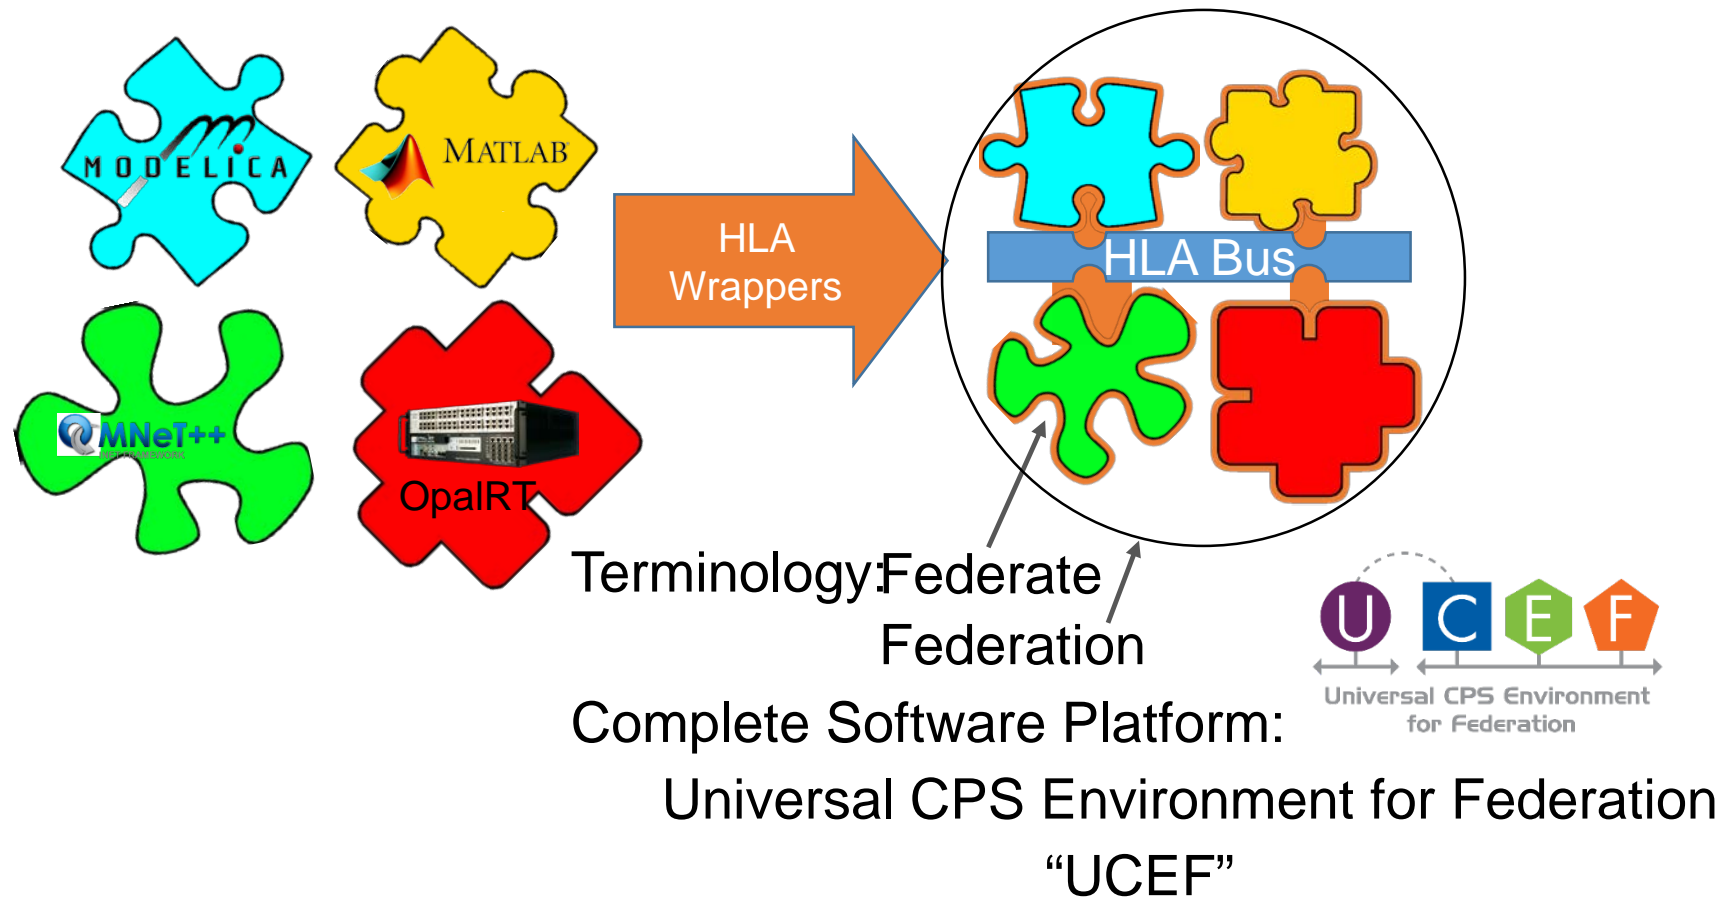 MODELICA
MATLAB
HLA
Wrappers
HLA Bus
OMNeT++
OpalRT
Terminology:
Federate
Federation
U C E F
Universal CPS Environment
for Federation
Complete Software Platform:
Universal CPS Environment for Federation
“UCEF”